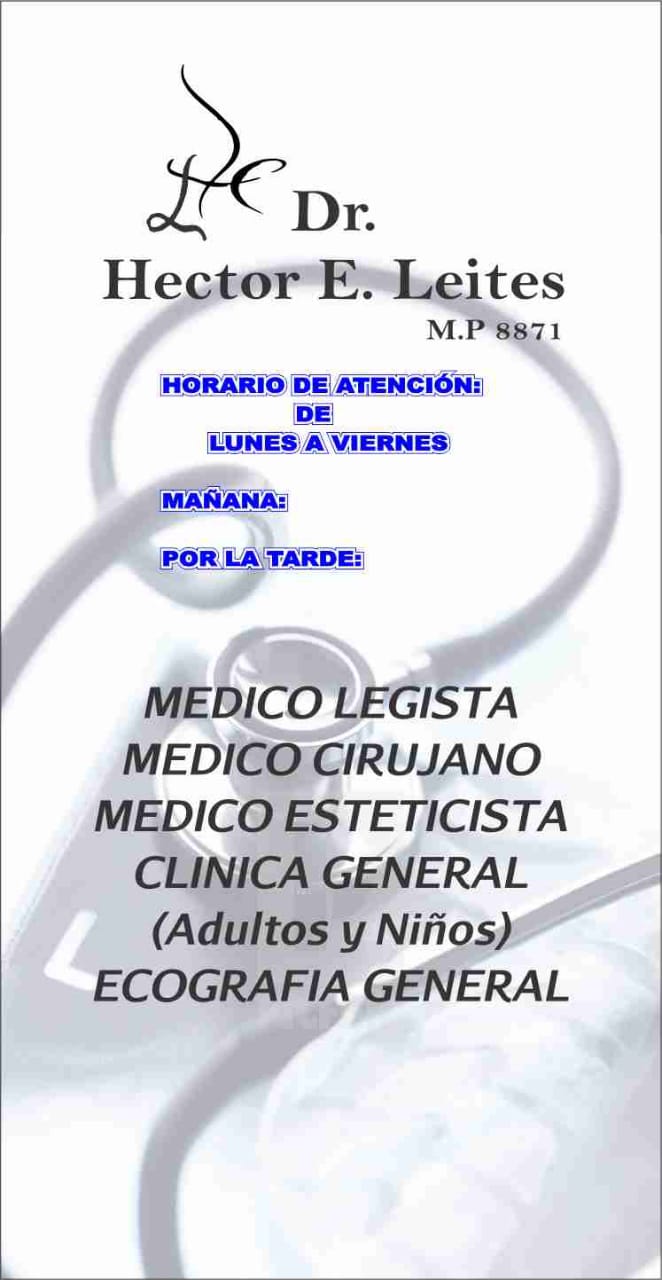 Dr.
Hector E. Leites
M.P 8871
HORARIO DE ATENCIÓN:
DE
LUNES A VIERNES
MAÑANA:
POR LA TARDE:
MEDICO LEGISTA
MEDICO CIRUJANO
MEDICO ESTETICISTA
CLINICA GENERAL
(Adultos y Niños)
ECOGRAFIA GENERAL